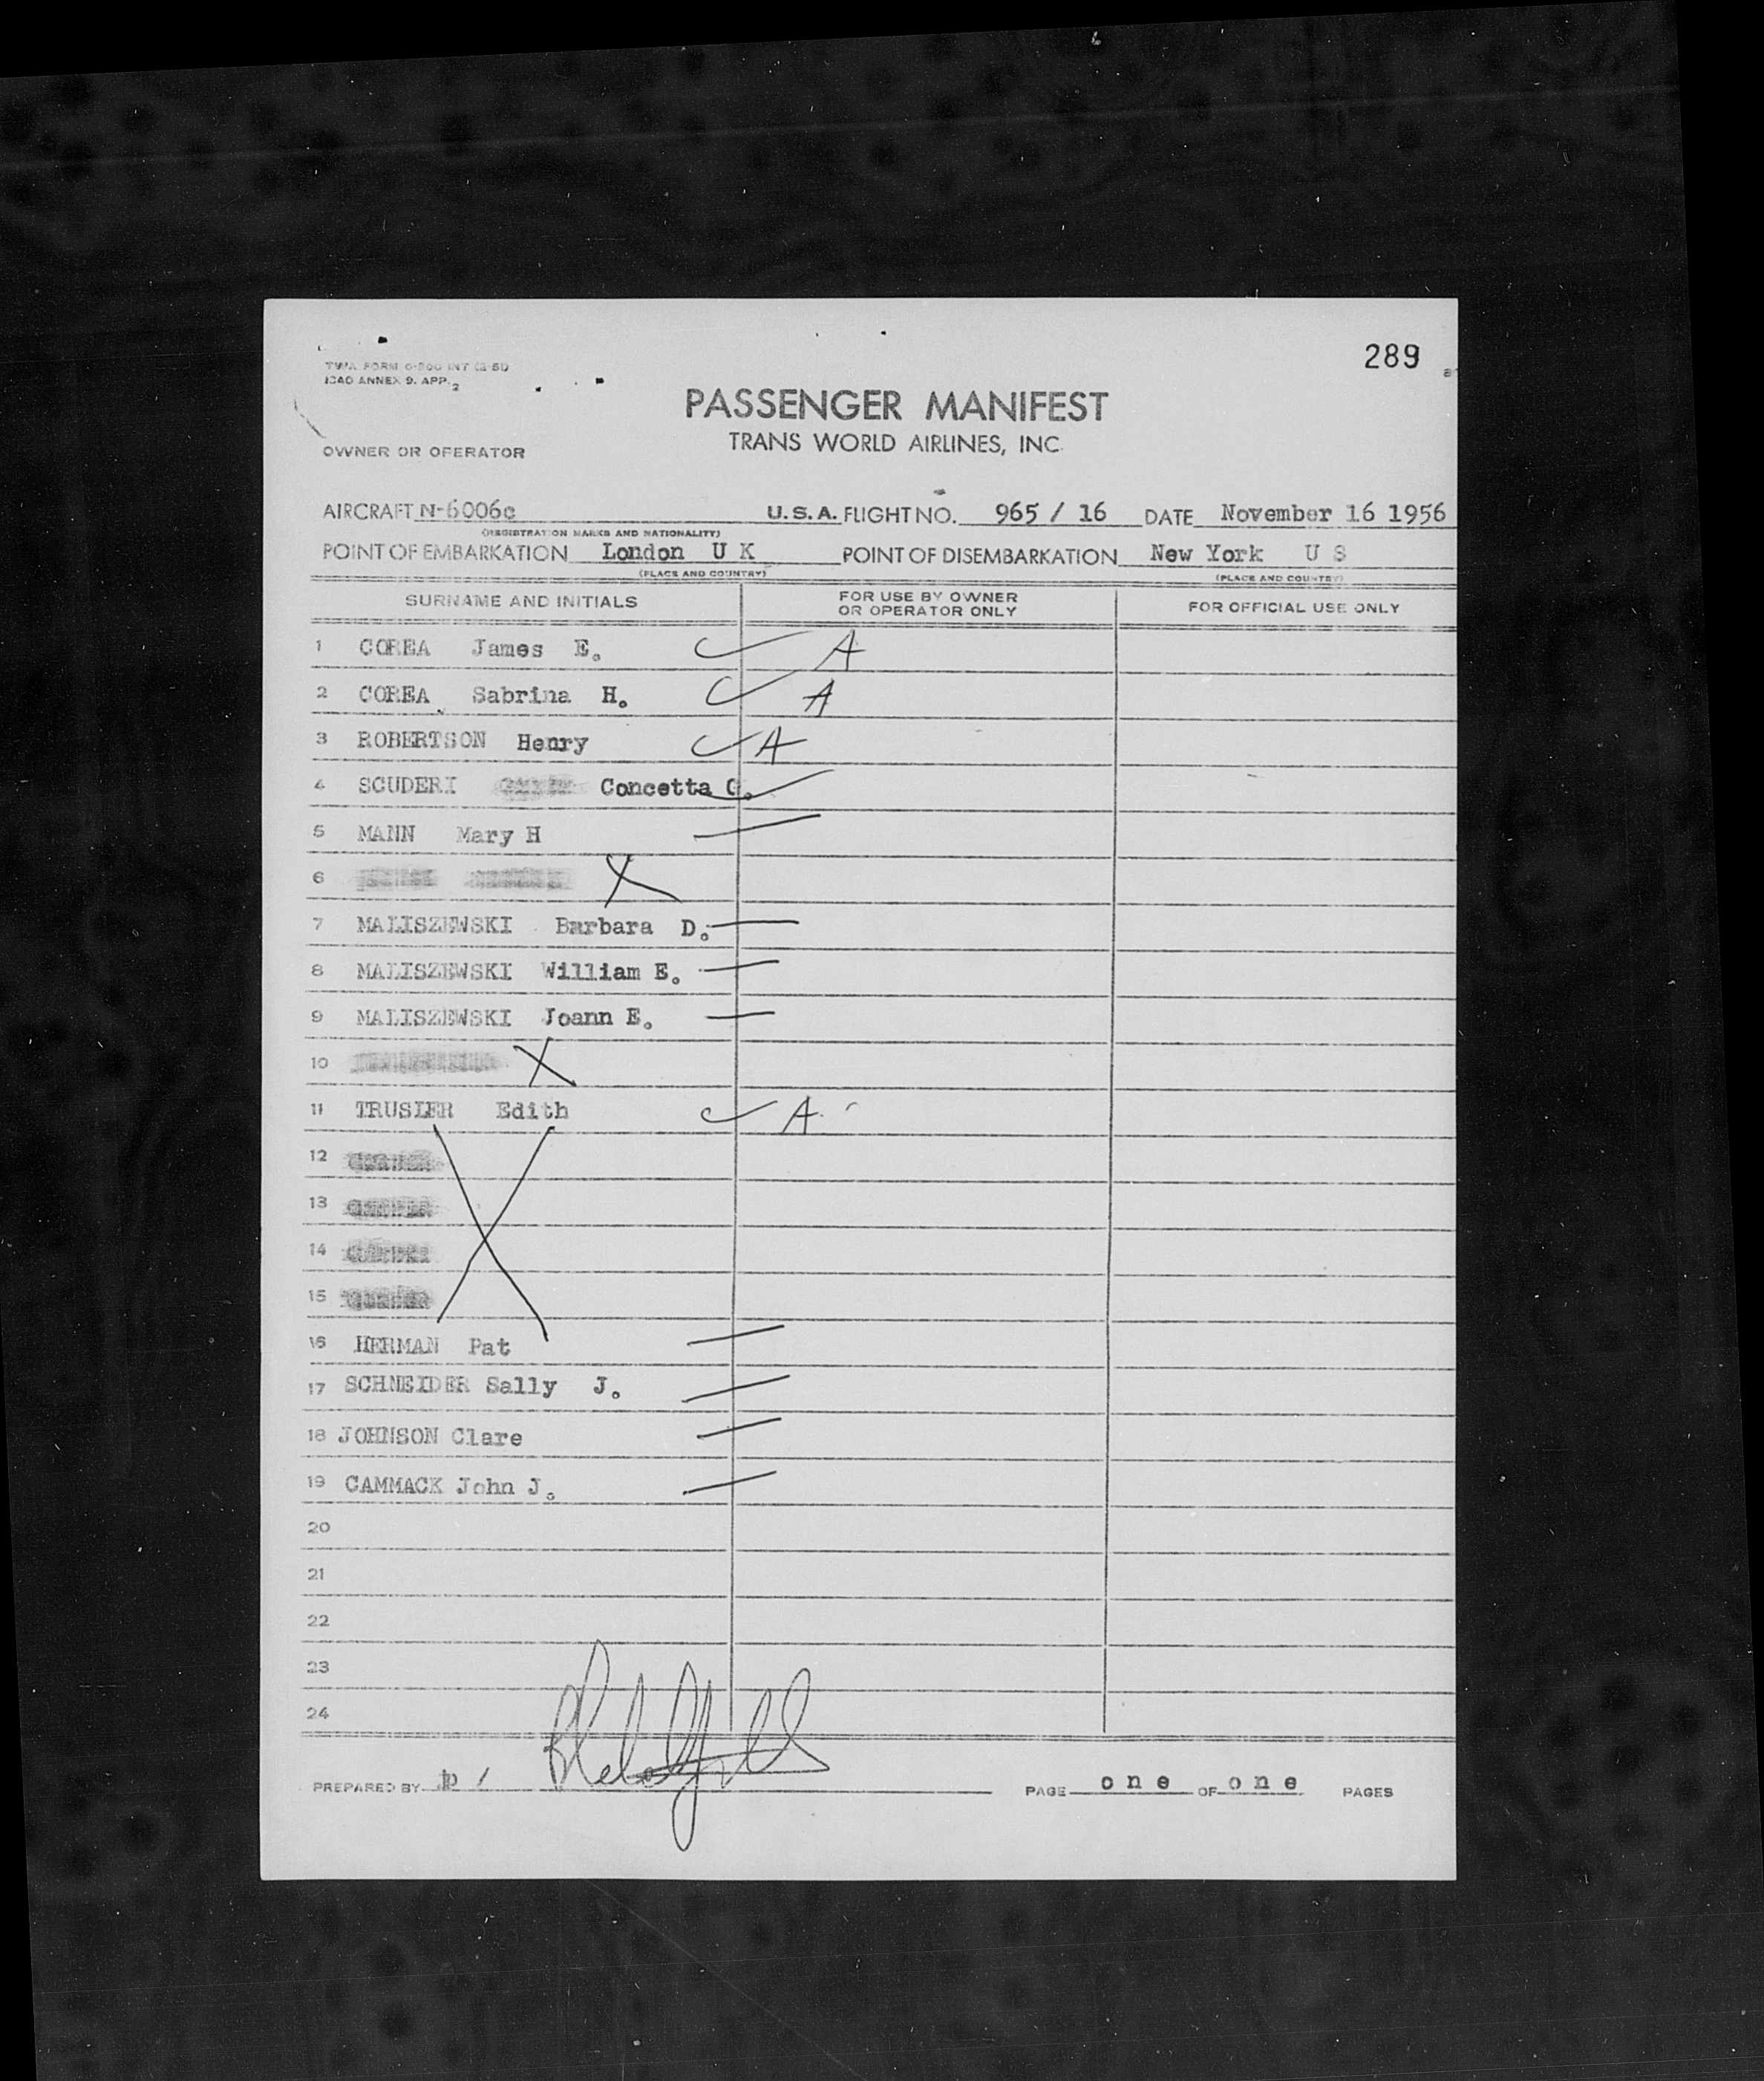 289
TWA FORM 0-200 INT (2-51)
ICAO ANNEX 9. APP. 2
PASSENGER MANIFEST
TRANS WORLD AIRLINES, INC.
OWNER OR OPERATOR
AIRCRAFT N-6006c U.S.A. FLIGHT NO. 965 / 16 DATE November 16 1956
(REGISTRATION MARKS AND NATIONALITY)
POINT OF EMBARKATION London U K POINT OF DISEMBARKATION New York U S
(PLACE AND COUNTRY) (PLACE AND COUNTRY)
SURNAME AND INITIALS FOR USE BY OWNER OR OPERATOR ONLY FOR OFFICIAL USE ONLY
1 COREA James E. A
2 COREA Sabrina H. A
3 ROBERTSON Henry A
4 SCUDERI Concetta G.
5 MANN Mary H
6
7 MALISZEWSKI Barbara D.
8 MALISZEWSKI William E.
9 MALISZEWSKI Joann E.
10
11 TRUSLER Edith A
12
13
14
15
16 HERMAN Pat
17 SCHNEIDER Sally J.
18 JOHNSON Clare
19 CAMMACK John J.
20
21
22
23
24
PREPARED BY p / PAGE one OF one PAGES